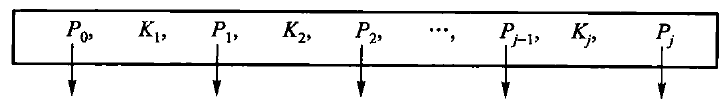 P₀, K₁, P₁, K₂, P₂, ⋯, Pⱼ₋₁, Kⱼ, Pⱼ